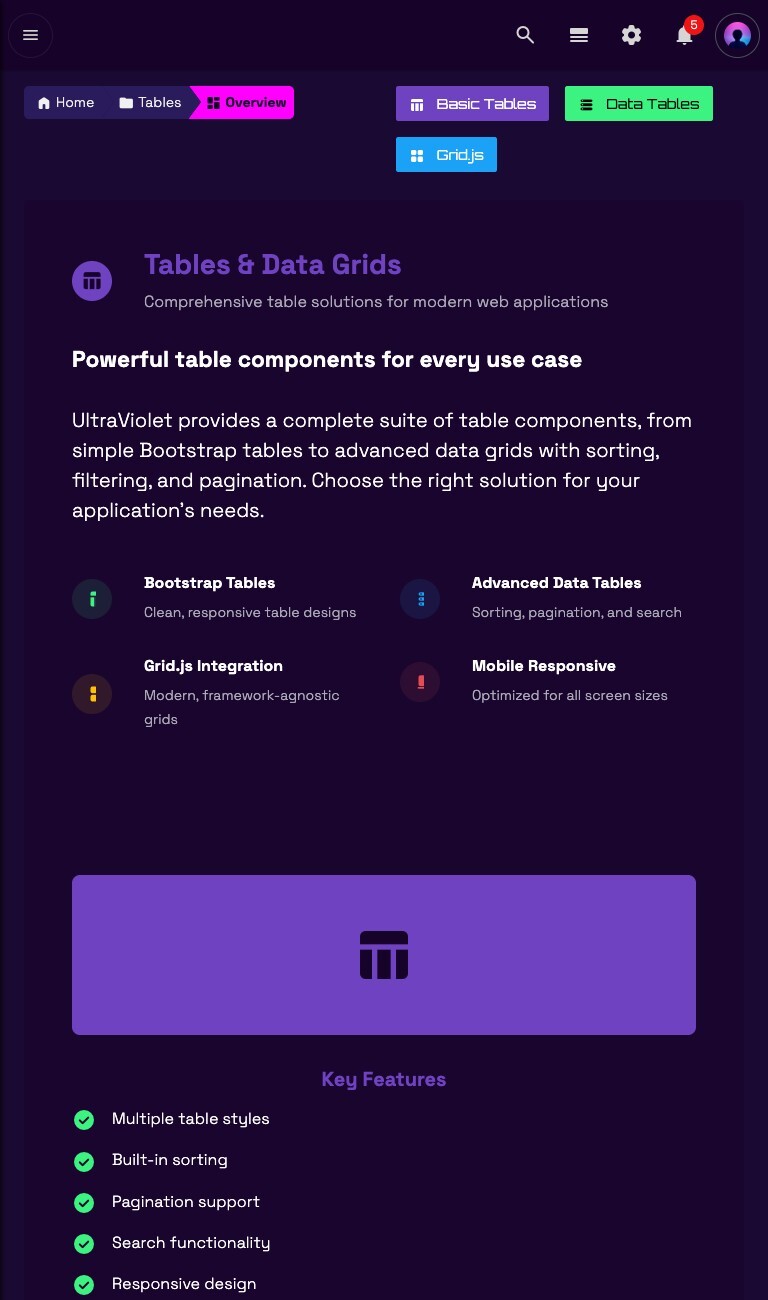 5
Home Tables Overview
Basic Tables Data Tables
Grid.js
Tables & Data Grids
Comprehensive table solutions for modern web applications
Powerful table components for every use case
UltraViolet provides a complete suite of table components, from
simple Bootstrap tables to advanced data grids with sorting,
filtering, and pagination. Choose the right solution for your
application's needs.
Bootstrap Tables
Clean, responsive table designs
Advanced Data Tables
Sorting, pagination, and search
Grid.js Integration
Modern, framework-agnostic
grids
Mobile Responsive
Optimized for all screen sizes
Key Features
Multiple table styles
Built-in sorting
Pagination support
Search functionality
Responsive design